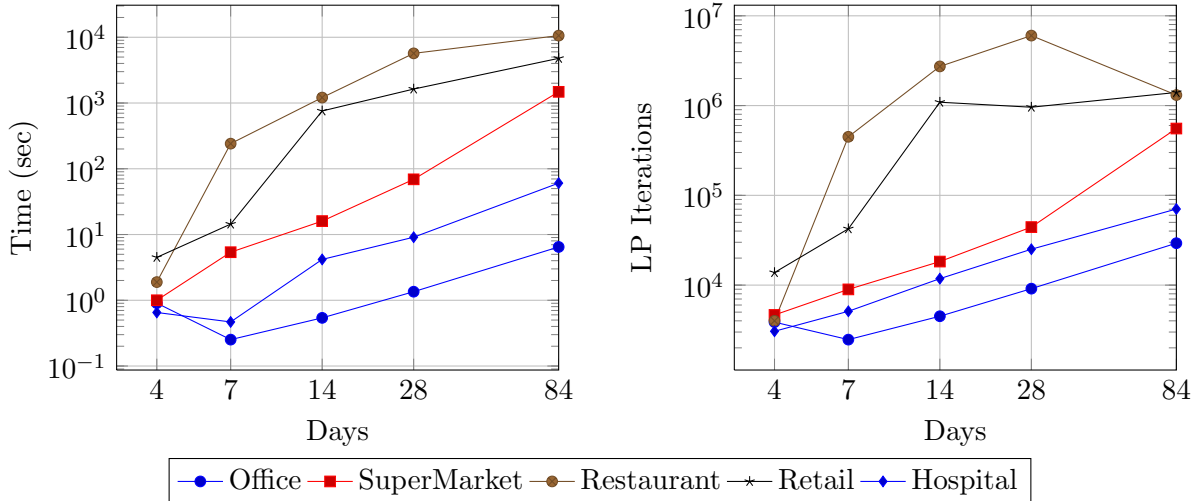 Time (sec)
10^4
10^3
10^2
10^1
10^0
10^−1
4 7 14 28 84
Days
LP Iterations
10^7
10^6
10^5
10^4
4 7 14 28 84
Days
Office SuperMarket Restaurant Retail Hospital